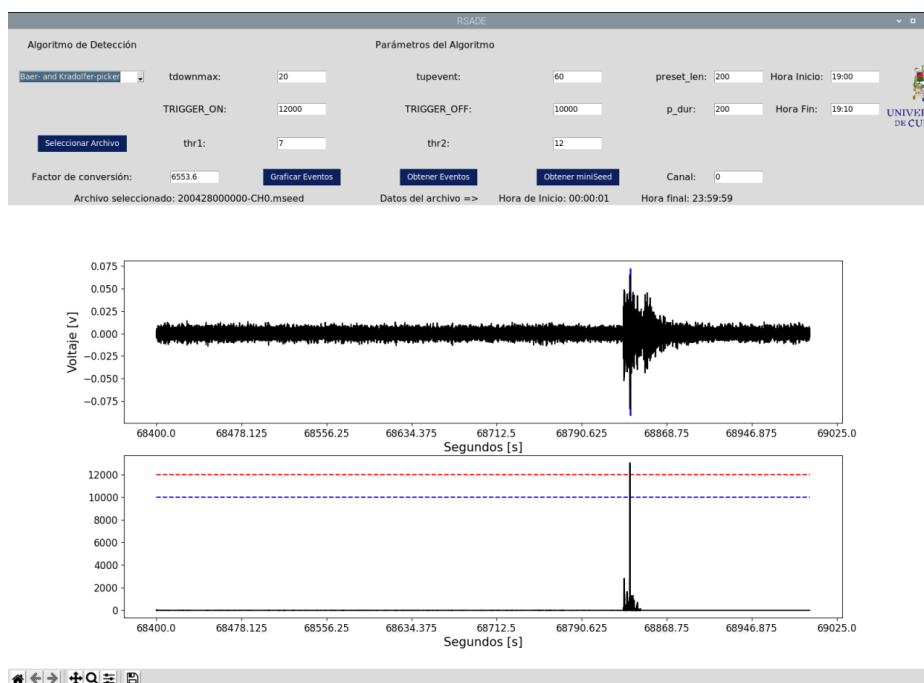 RSADE
Algoritmo de Detección Parámetros del Algoritmo
Baer- and Kradolfer-picker tdownmax: 20 tupevent: 60 preset_len: 200 Hora Inicio: 19:00
TRIGGER_ON: 12000 TRIGGER_OFF: 10000 p_dur: 200 Hora Fin: 19:10
Seleccionar Archivo thr1: 7 thr2: 12
Factor de conversión: 6553.6 Graficar Eventos Obtener Eventos Obtener miniSeed Canal: 0
Archivo seleccionado: 200428000000-CH0.mseed Datos del archivo => Hora de Inicio: 00:00:01 Hora final: 23:59:59
0.075
0.050
0.025
0.000
−0.025
−0.050
−0.075
Voltaje [v]
68400.0 68478.125 68556.25 68634.375 68712.5 68790.625 68868.75 68946.875 69025.0
Segundos [s]
12000
10000
8000
6000
4000
2000
0
68400.0 68478.125 68556.25 68634.375 68712.5 68790.625 68868.75 68946.875 69025.0
Segundos [s]